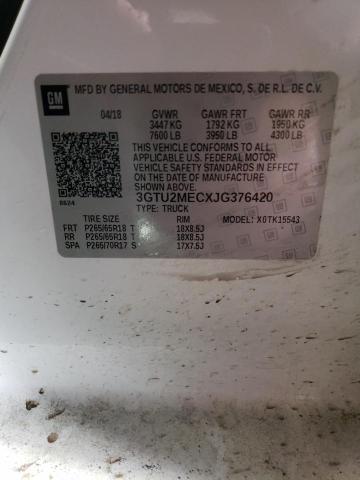 GM MFD BY GENERAL MOTORS DE MEXICO, S. DE R.L. DE C.V.
04/18 GVWR GAWR FRT GAWR RR
3447 KG 1792 KG 1950 KG
7600 LB 3950 LB 4300 LB
THIS VEHICLE CONFORMS TO ALL
APPLICABLE U.S. FEDERAL MOTOR
VEHICLE SAFETY STANDARDS IN
EFFECT ON THE DATE OF
MANUFACTURE SHOWN ABOVE.
8624 3GTU2MECXJG376420
TYPE: TRUCK
TIRE SIZE RIM MODEL: X0TK15543
FRT P265/65R18 T 18X8.5J
RR P265/65R18 T 18X8.5J
SPA P265/70R17 S 17X7.5J